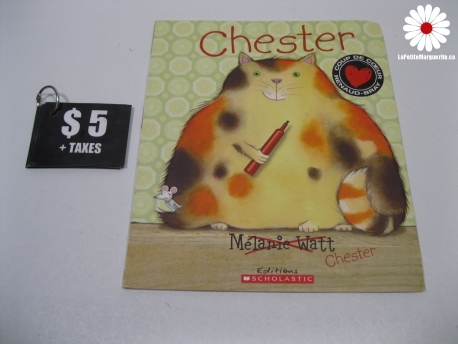 LaPetiteMarguerite.ca
Chester
COUP DE CŒUR
RENAUD-BRAY
$5
+ TAXES
Mélanie Watt
Chester
Éditions
SCHOLASTIC